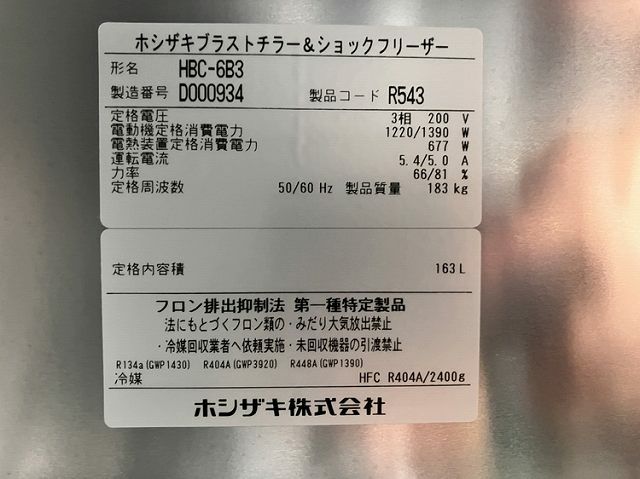 ホシザキブラストチラー&ショックフリーザー
形名 HBC-6B3
製造番号 D000934 製品コード R543
定格電圧 3相 200 V
電動機定格消費電力 1220/1390 W
電熱装置定格消費電力 677 W
運転電流 5.4/5.0 A
力率 66/81 %
定格周波数 50/60 Hz 製品質量 183 kg
定格内容積 163 L
フロン排出抑制法 第一種特定製品
法にもとづくフロン類の・みだり大気放出禁止
・冷媒回収業者へ依頼実施・未回収機器の引渡禁止
R134a(GWP1430) R404A(GWP3920) R448A(GWP1390)
冷媒 HFC R404A/2400g
ホシザキ株式会社